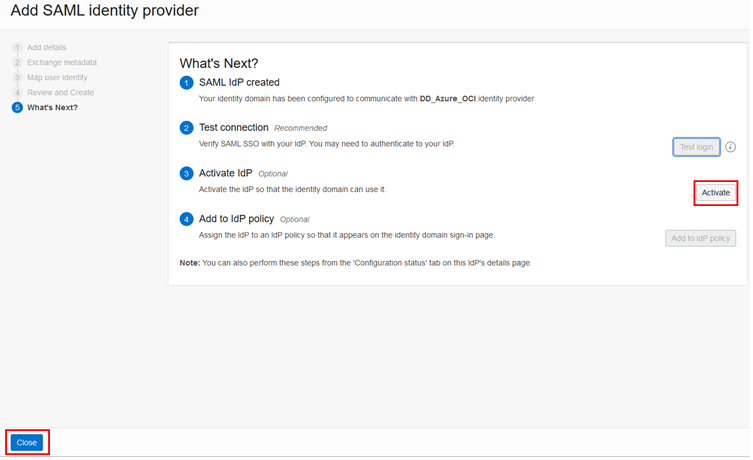 Add SAML identity provider
1 Add details
2 Exchange metadata
3 Map user identity
4 Review and Create
5 What's Next?
What's Next?
1 SAML IdP created
Your identity domain has been configured to communicate with DD_Azure_OCI identity provider
2 Test connection Recommended
Verify SAML SSO with your IdP. You may need to authenticate to your IdP.
Test login i
3 Activate IdP Optional
Activate the IdP so that the identity domain can use it.
Activate
4 Add to IdP policy Optional
Assign the IdP to an IdP policy so that it appears on the identity domain sign-in page.
Add to IdP policy
Note: You can also perform these steps from the 'Configuration status' tab on this IdP's details page.
Close